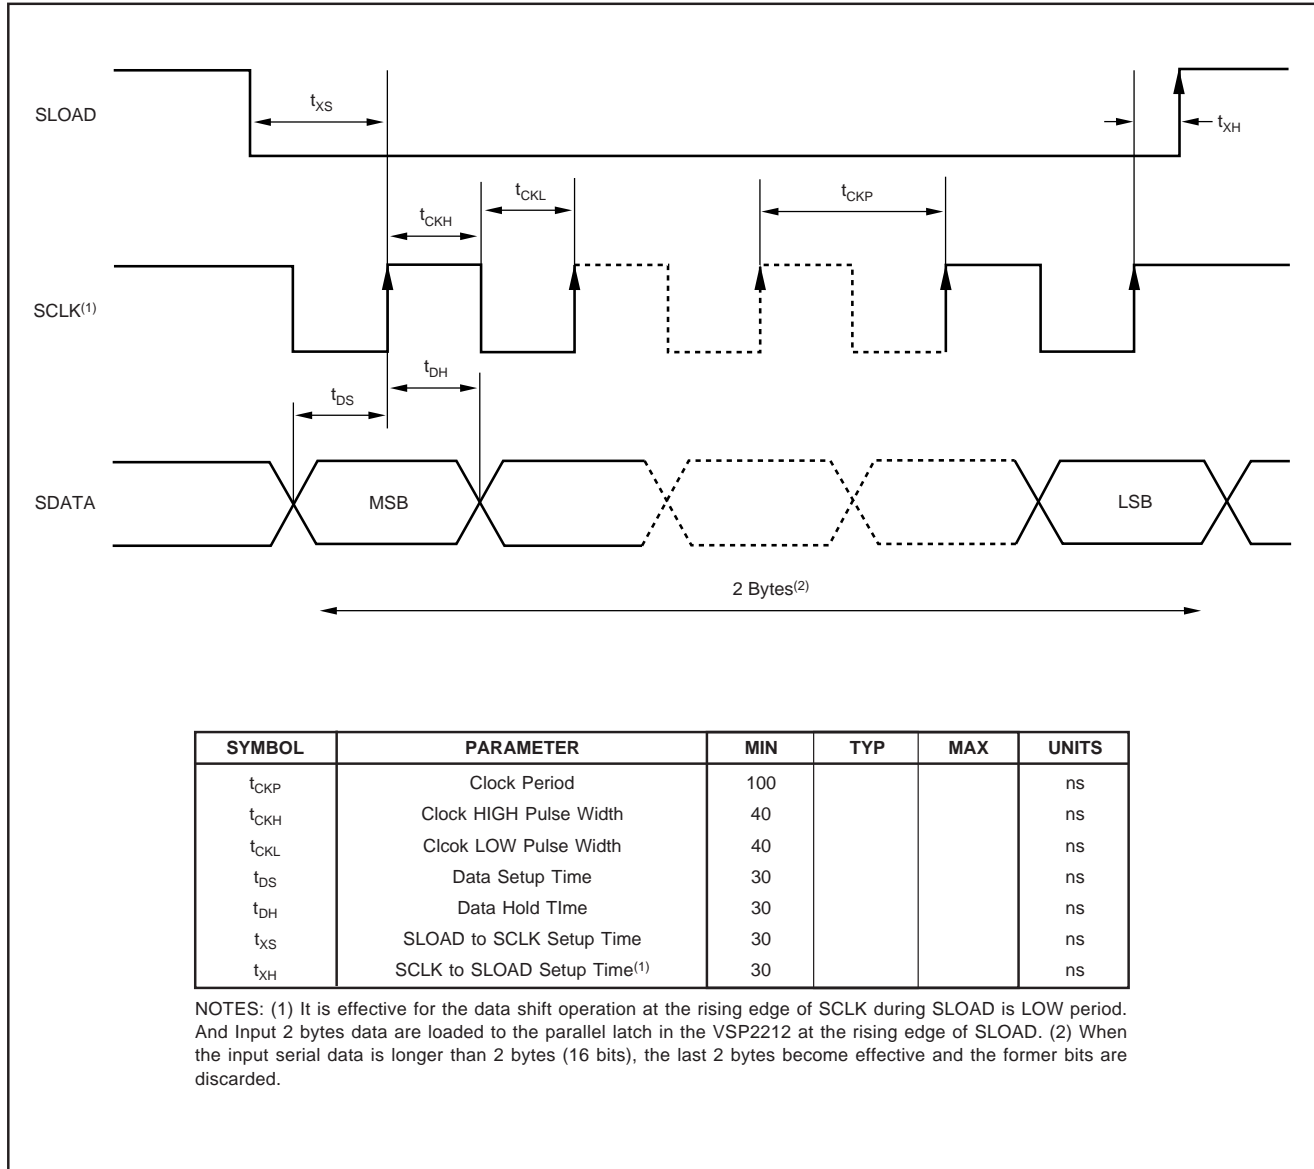 SLOAD
tXS
tXH
tCKL
tCKP
tCKH
SCLK(1)
tDH
tDS
SDATA
MSB
LSB
2 Bytes(2)
SYMBOL PARAMETER MIN TYP MAX UNITS
tCKP Clock Period 100 ns
tCKH Clock HIGH Pulse Width 40 ns
tCKL Clcok LOW Pulse Width 40 ns
tDS Data Setup Time 30 ns
tDH Data Hold TIme 30 ns
tXS SLOAD to SCLK Setup Time 30 ns
tXH SCLK to SLOAD Setup Time(1) 30 ns
NOTES: (1) It is effective for the data shift operation at the rising edge of SCLK during SLOAD is LOW period.
And Input 2 bytes data are loaded to the parallel latch in the VSP2212 at the rising edge of SLOAD. (2) When
the input serial data is longer than 2 bytes (16 bits), the last 2 bytes become effective and the former bits are
discarded.